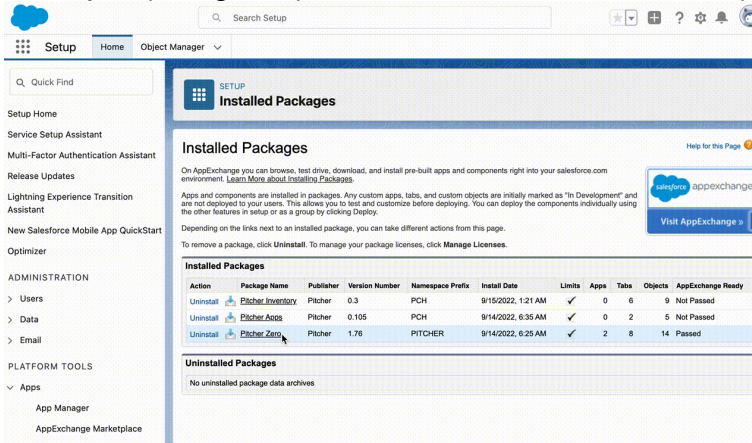 Search Setup
Setup
Home
Object Manager
Quick Find
Setup Home
Service Setup Assistant
Multi-Factor Authentication Assistant
Release Updates
Lightning Experience Transition
Assistant
New Salesforce Mobile App QuickStart
Optimizer
ADMINISTRATION
Users
Data
Email
PLATFORM TOOLS
Apps
App Manager
AppExchange Marketplace
SETUP
Installed Packages
Installed Packages
Help for this Page
On AppExchange you can browse, test drive, download, and install pre-built apps and components right into your salesforce.com
environment. Learn More about Installing Packages.
Apps and components are installed in packages. Any custom apps, tabs, and custom objects are initially marked as "In Development" and
are not deployed to your users. This allows you to test and customize before deploying. You can deploy the components individually using
the other features in setup or as a group by clicking Deploy.
Depending on the links next to an installed package, you can take different actions from this page.
To remove a package, click Uninstall. To manage your package licenses, click Manage Licenses.
salesforce appexchange
Visit AppExchange »
Installed Packages
Action Package Name Publisher Version Number Namespace Prefix Install Date Limits Apps Tabs Objects AppExchange Ready
Uninstall Pitcher Inventory Pitcher 0.3 PCH 9/15/2022, 1:21 AM ✓ 0 6 9 Not Passed
Uninstall Pitcher Apps Pitcher 0.105 PCH 9/14/2022, 6:35 AM ✓ 0 2 5 Not Passed
Uninstall Pitcher Zero Pitcher 1.76 PITCHER 9/14/2022, 6:25 AM ✓ 2 8 14 Passed
Uninstalled Packages
No uninstalled package data archives